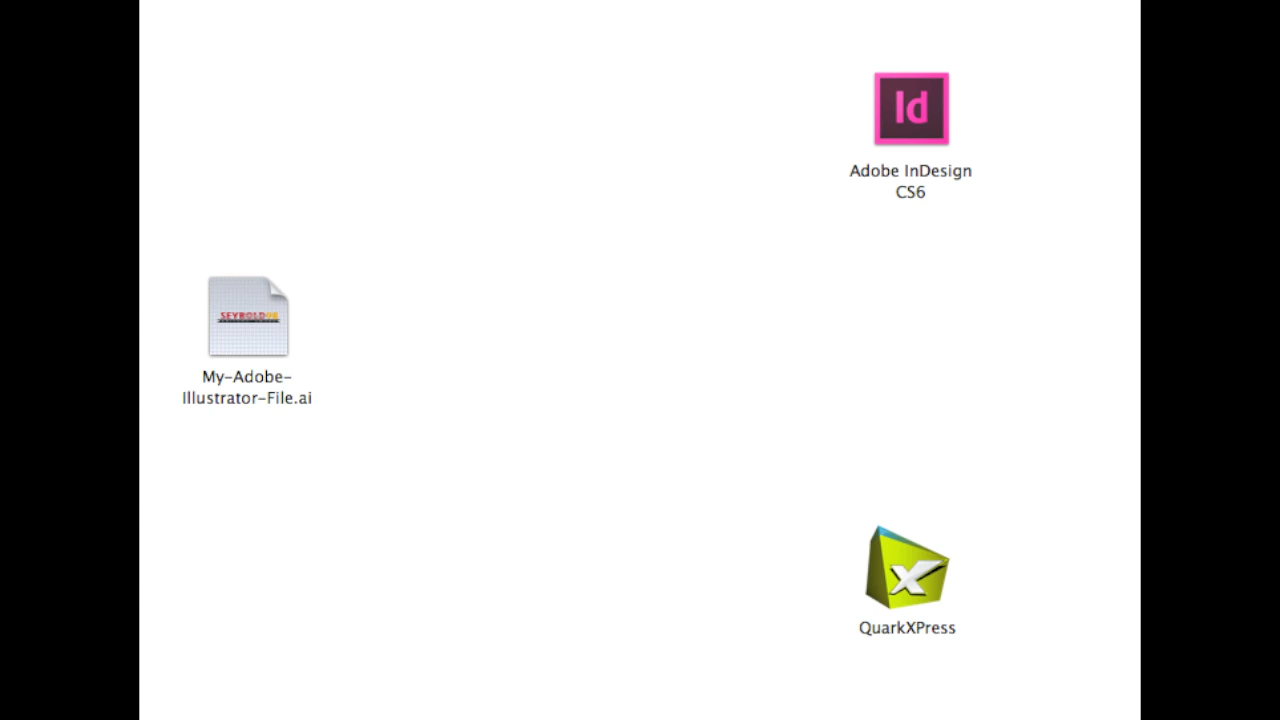 Id
Adobe InDesign
CS6
SEYBOLD
My-Adobe-
Illustrator-File.ai
X
QuarkXPress